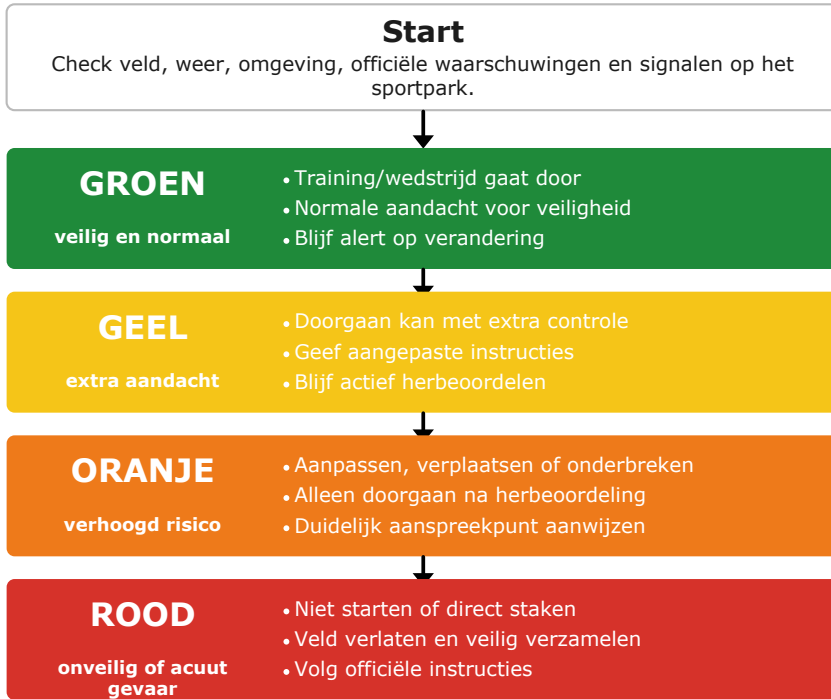 Start
Check veld, weer, omgeving, officiële waarschuwingen en signalen op het
sportpark.
GROEN
veilig en normaal
• Training/wedstrijd gaat door
• Normale aandacht voor veiligheid
• Blijf alert op verandering
GEEL
extra aandacht
• Doorgaan kan met extra controle
• Geef aangepaste instructies
• Blijf actief herbeoordelen
ORANJE
verhoogd risico
• Aanpassen, verplaatsen of onderbreken
• Alleen doorgaan na herbeoordeling
• Duidelijk aanspreekpunt aanwijzen
ROOD
onveilig of acuut
gevaar
• Niet starten of direct staken
• Veld verlaten en veilig verzamelen
• Volg officiële instructies